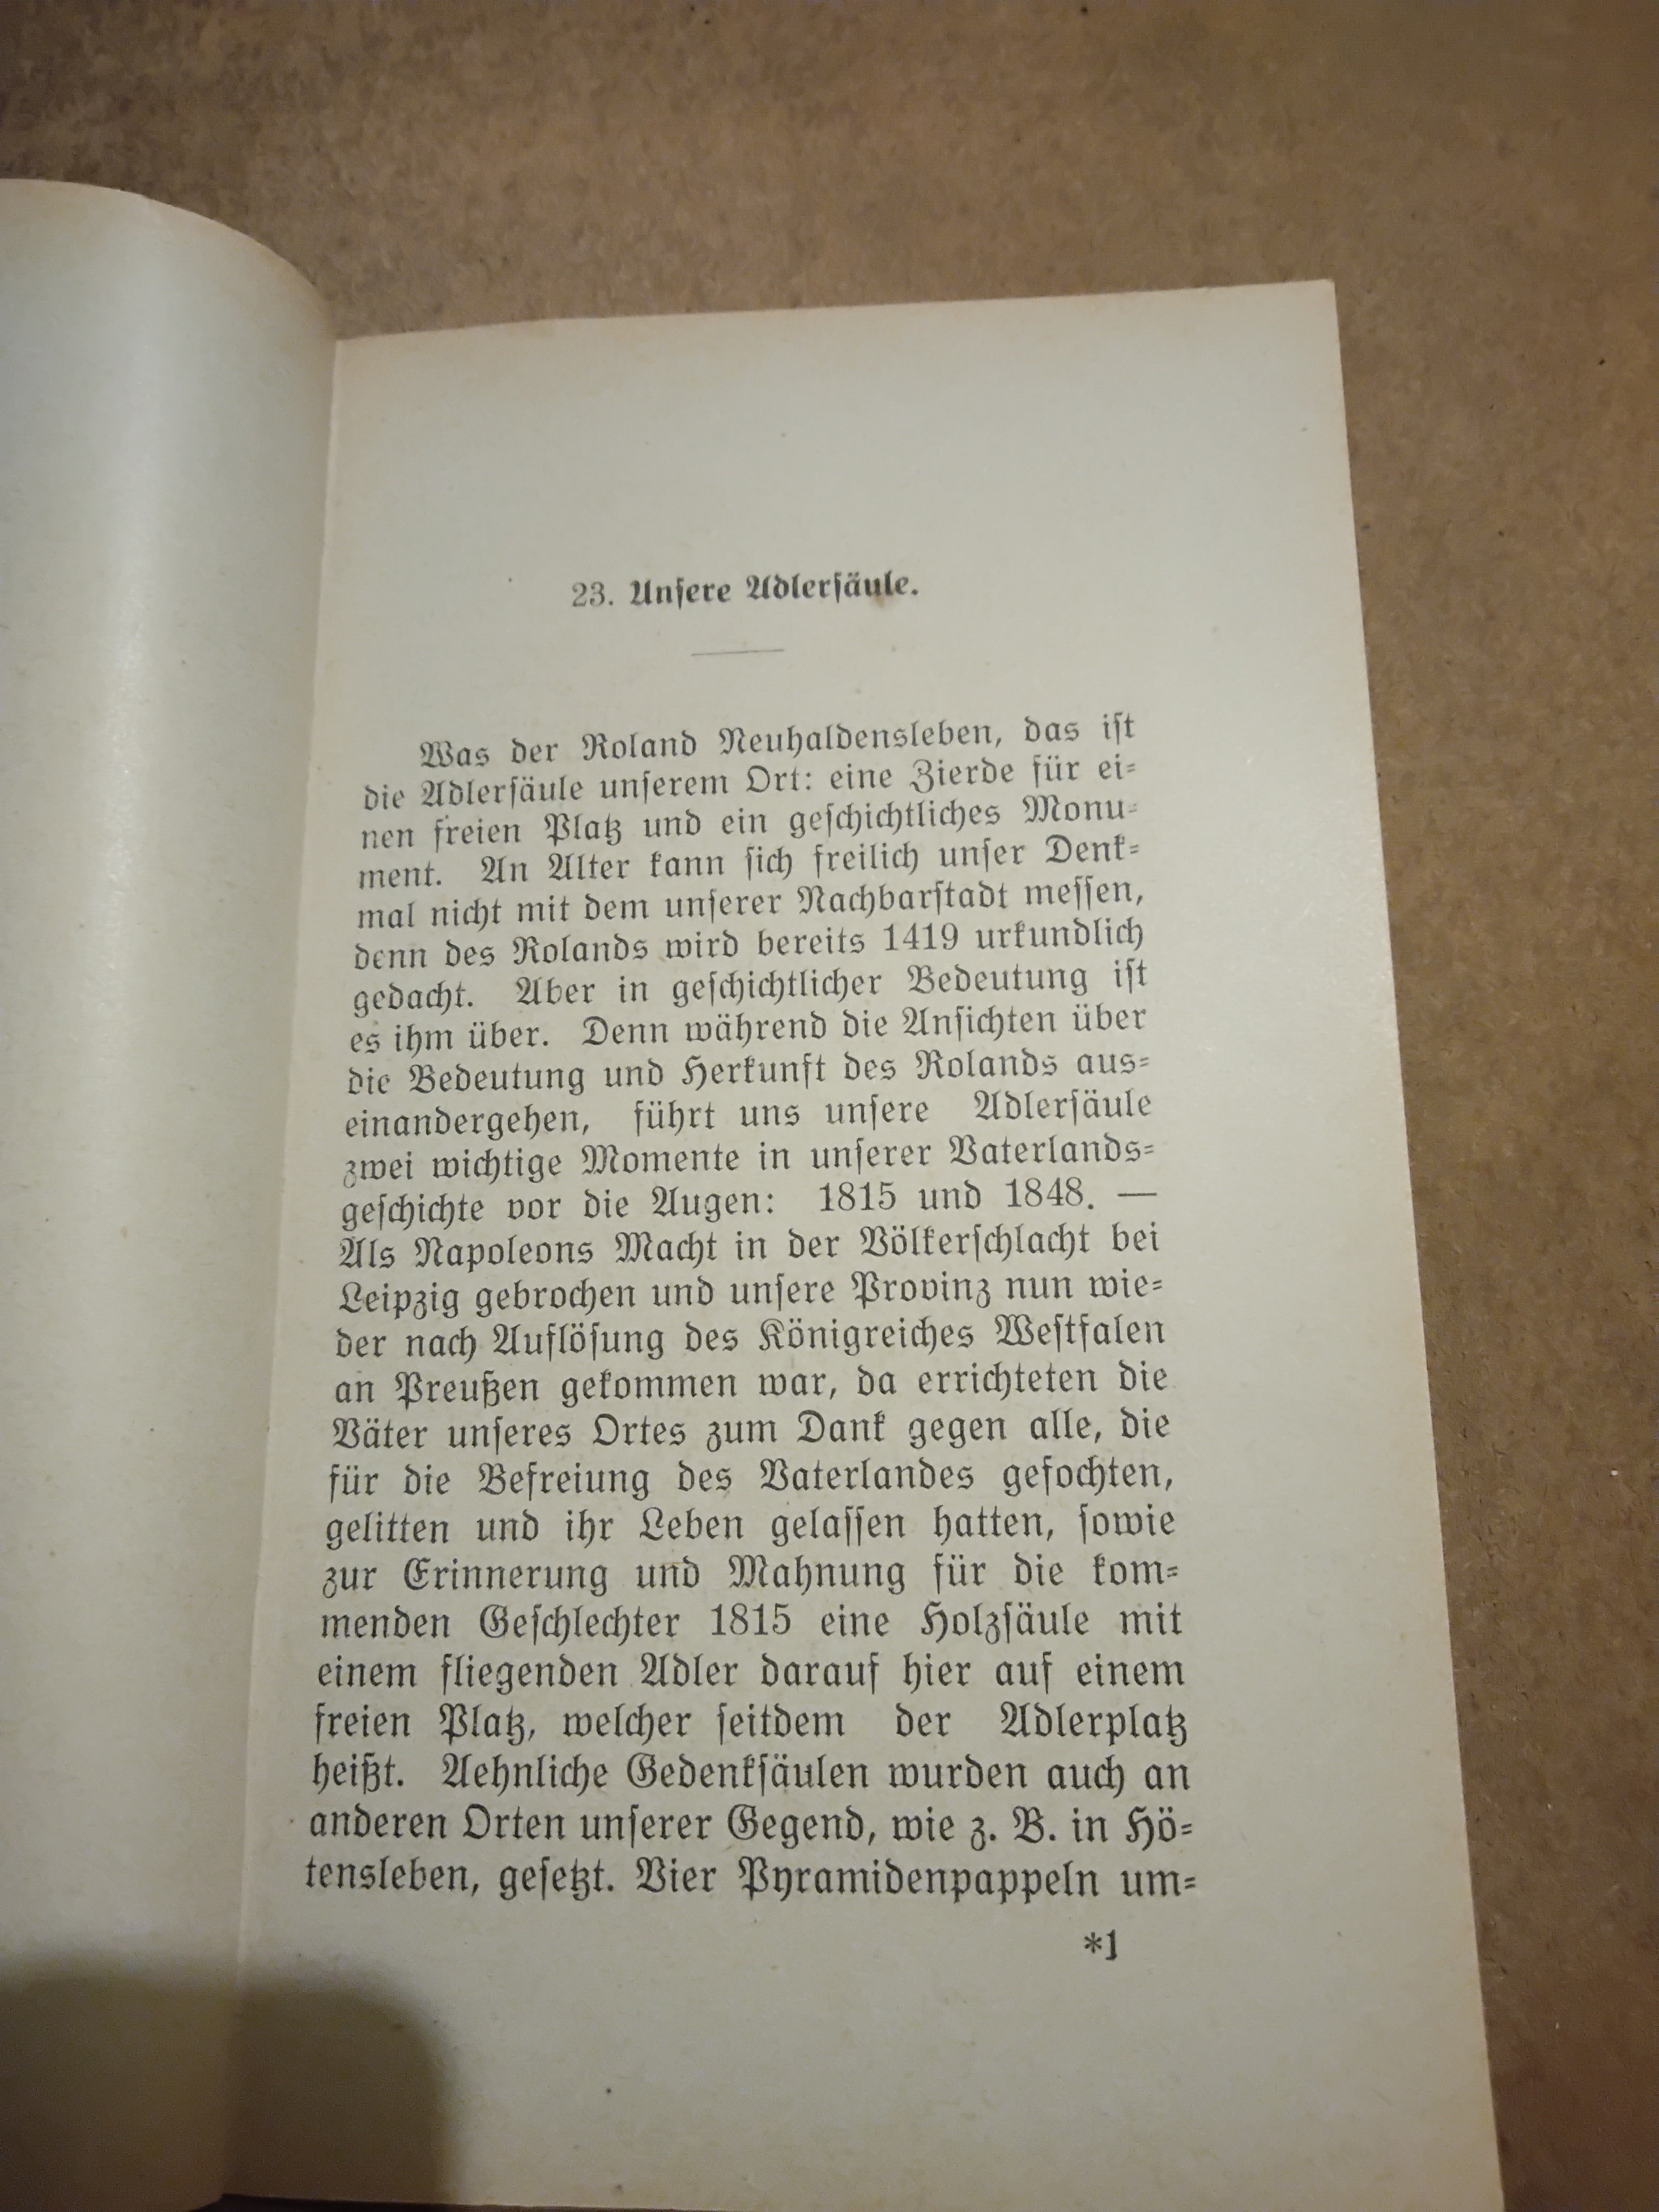 23. Unsere Adlersäule.
Was der Roland Neuhaldensleben, das ist
die Adlersäule unserem Ort: eine Zierde für ei-
nen freien Platz und ein geschichtliches Monu-
ment. An Alter kann sich freilich unser Denk-
mal nicht mit dem unserer Nachbarstadt messen,
denn des Rolands wird bereits 1419 urkundlich
gedacht. Aber in geschichtlicher Bedeutung ist
es ihm über. Denn während die Ansichten über
die Bedeutung und Herkunft des Rolands aus-
einandergehen, führt uns unsere Adlersäule
zwei wichtige Momente in unserer Vaterlands-
geschichte vor die Augen: 1815 und 1848. —
Als Napoleons Macht in der Völkerschlacht bei
Leipzig gebrochen und unsere Provinz nun wie-
der nach Auflösung des Königreiches Westfalen
an Preußen gekommen war, da errichteten die
Väter unseres Ortes zum Dank gegen alle, die
für die Befreiung des Vaterlandes gefochten,
gelitten und ihr Leben gelassen hatten, sowie
zur Erinnerung und Mahnung für die kom-
menden Geschlechter 1815 eine Holzsäule mit
einem fliegenden Adler darauf hier auf einem
freien Platz, welcher seitdem der Adlerplatz
heißt. Aehnliche Gedenksäulen wurden auch an
anderen Orten unserer Gegend, wie z. B. in Hö-
tensleben, gesetzt. Vier Pyramidenpappeln um-
*1